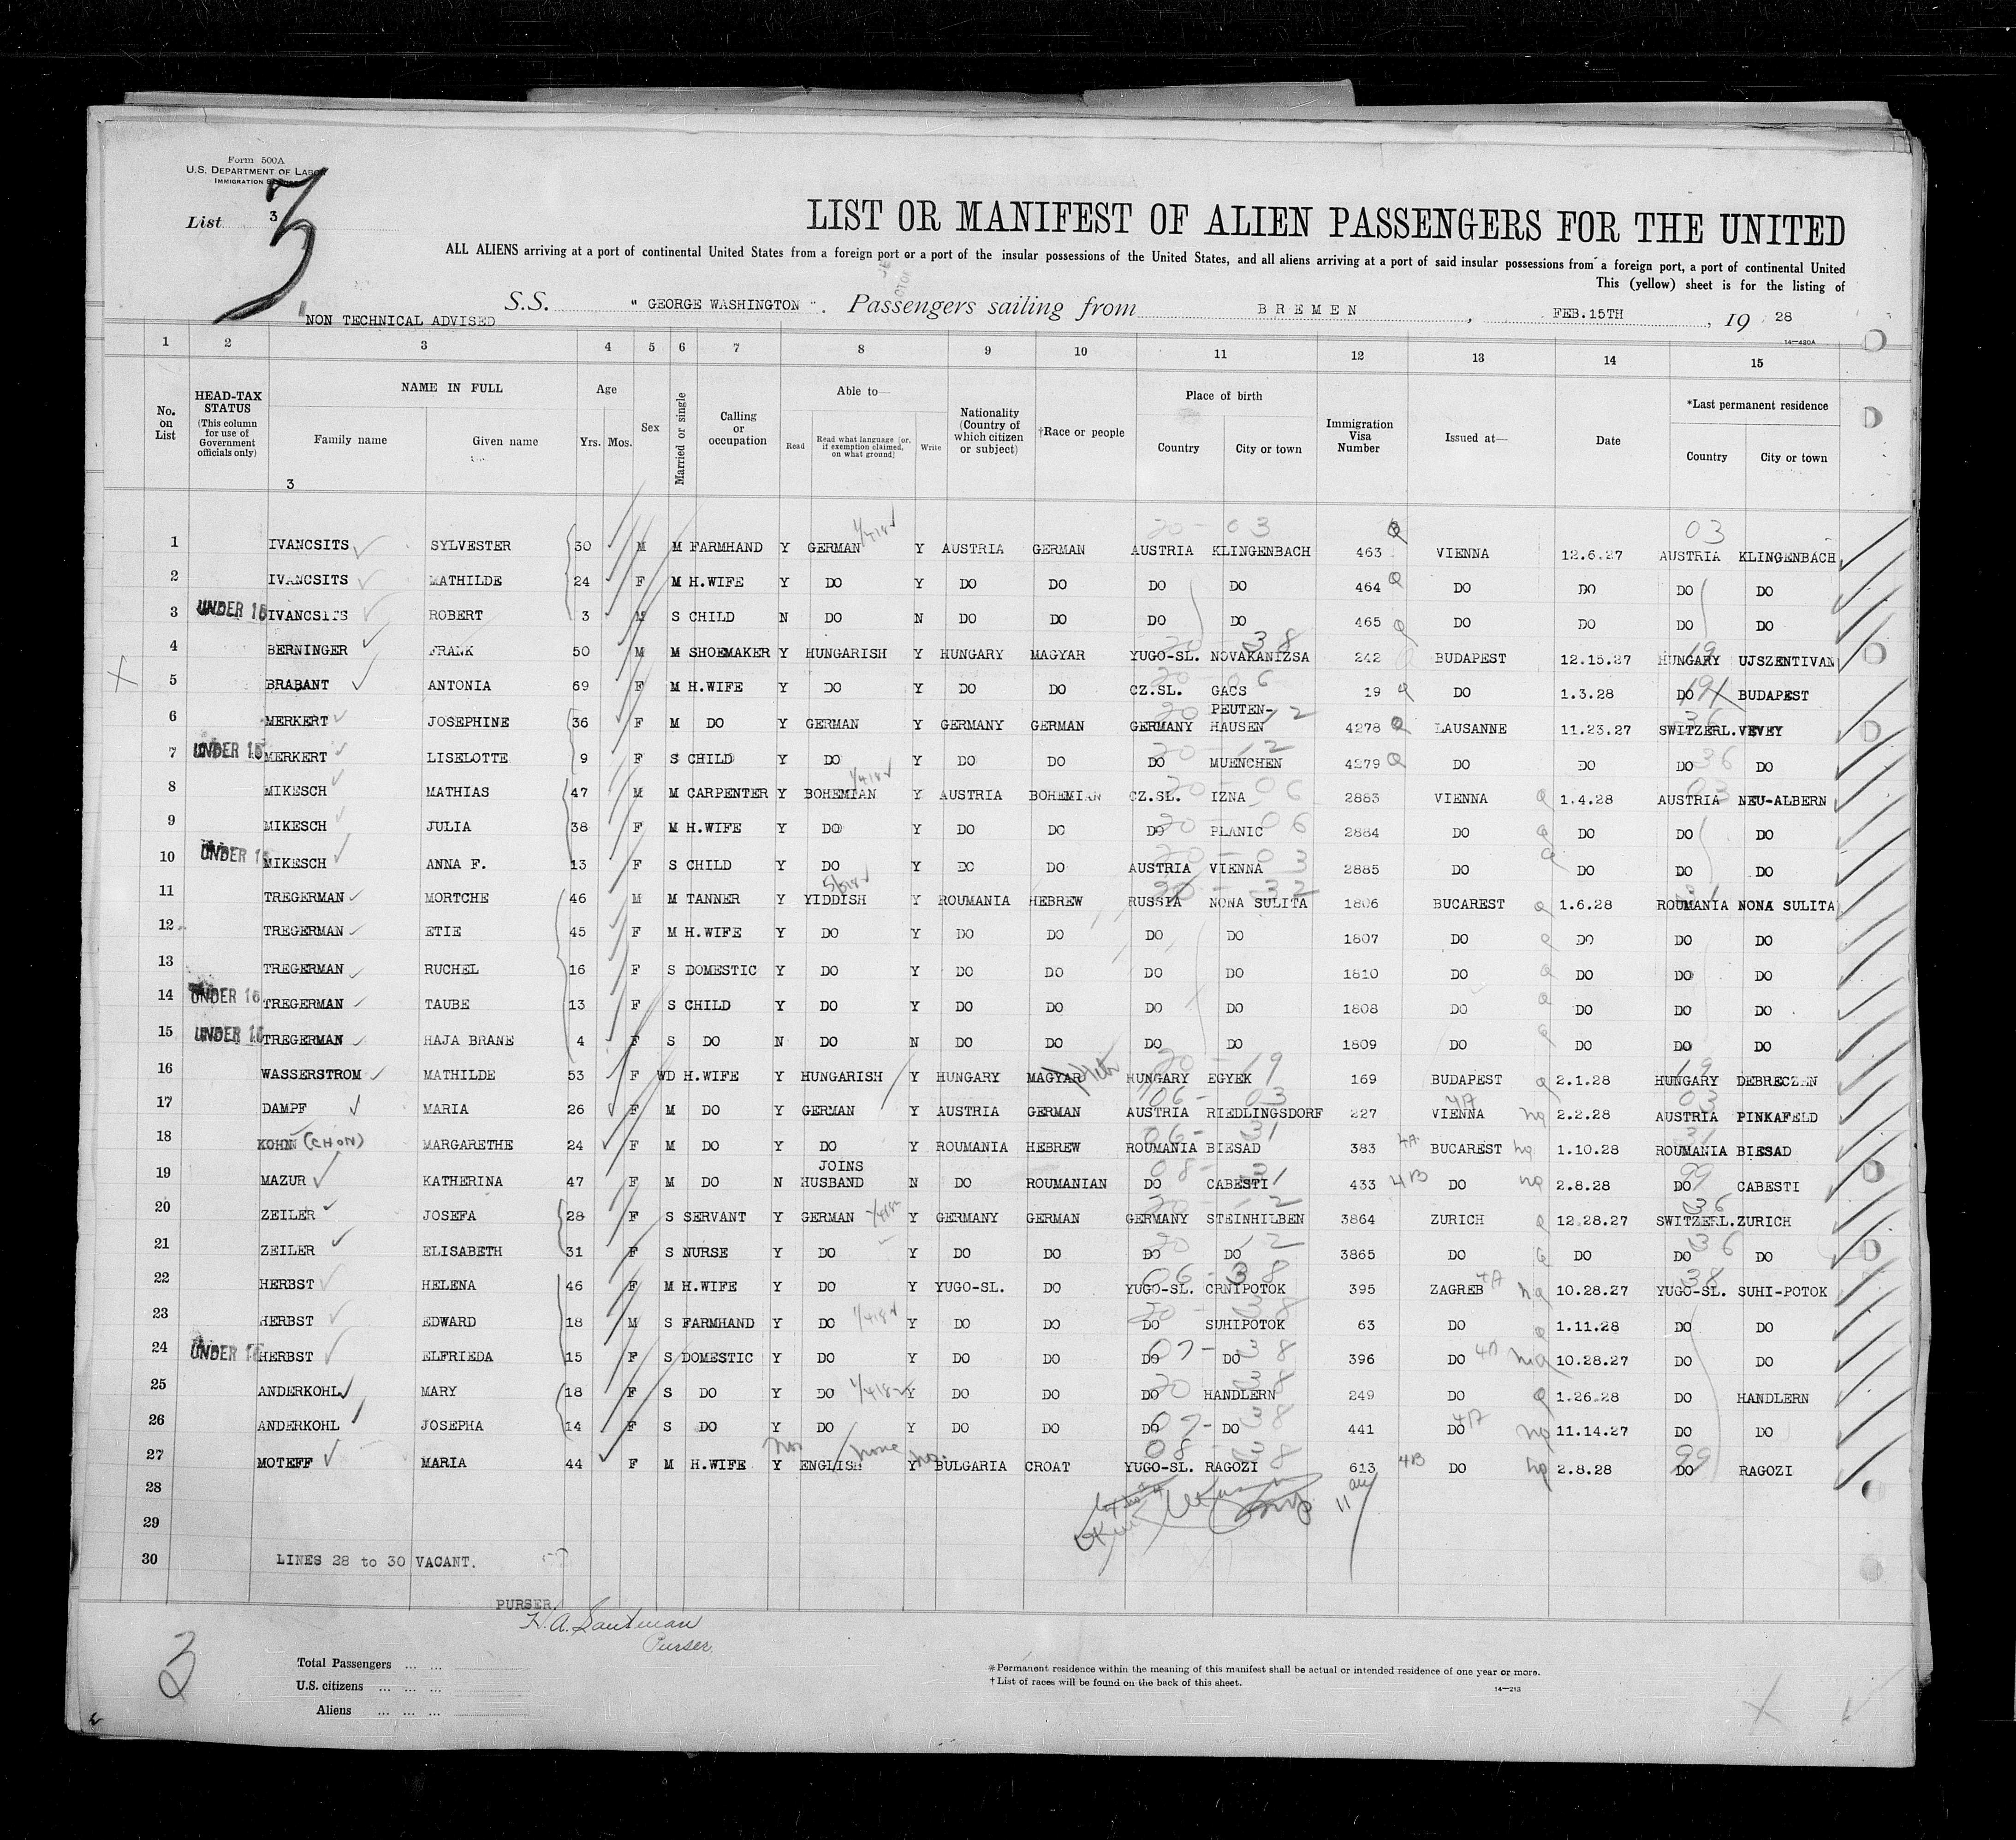 Form 500A
U.S. DEPARTMENT OF LABOR
IMMIGRATION SERVICE
List 3
3
LIST OR MANIFEST OF ALIEN PASSENGERS FOR THE UNITED
ALL ALIENS arriving at a port of continental United States from a foreign port or a port of the insular possessions of the United States, and all aliens arriving at a port of said insular possessions from a foreign port, a port of continental United
This (yellow) sheet is for the listing of
S.S. " GEORGE WASHINGTON ". Passengers sailing from BREMEN, FEB.15TH, 19 28
NON TECHNICAL ADVISED
14—430A
1 2 3 4 5 6 7 8 9 10 11 12 13 14 15
No. on List HEAD-TAX STATUS (This column for use of Government officials only) NAME IN FULL Family name Given name Age Yrs. Mos. Sex Married or single Calling or occupation Able to— Read Read what language [or, if exemption claimed, on what ground] Write Nationality (Country of which citizen or subject) †Race or people Place of birth Country City or town Immigration Visa Number Issued at— Date *Last permanent residence Country City or town
3
1 IVANCSITS SYLVESTER 30 M M FARMHAND Y GERMAN Y AUSTRIA GERMAN AUSTRIA KLINGENBACH 463 VIENNA 12.6.27 AUSTRIA KLINGENBACH
2 IVANCSITS MATHILDE 24 F M H.WIFE Y DO Y DO DO DO DO 464 DO DO DO DO
3 UNDER 16 IVANCSITS ROBERT 3 M S CHILD N DO N DO DO DO DO 465 DO DO DO DO
4 BERNINGER FRANK 50 M M SHOEMAKER Y HUNGARISH Y HUNGARY MAGYAR YUGO-SL. NOVAKANIZSA 242 BUDAPEST 12.15.27 HUNGARY UJSZENTIVAN
5 BRABANT ANTONIA 69 F M H.WIFE Y DO Y DO DO CZ.SL. GACS 19 DO 1.3.28 DO BUDAPEST
6 MERKERT JOSEPHINE 36 F M DO Y GERMAN Y GERMANY GERMAN GERMANY PEUTEN-HAUSEN 4278 LAUSANNE 11.23.27 SWITZERL. VEVEY
7 UNDER 16 MERKERT LISELOTTE 9 F S CHILD Y DO Y DO DO DO MUENCHEN 4279 DO DO DO DO
8 MIKESCH MATHIAS 47 M M CARPENTER Y BOHEMIAN Y AUSTRIA BOHEMIAN CZ.SL. IZNA 2883 VIENNA 1.4.28 AUSTRIA NEU-ALBERN
9 MIKESCH JULIA 38 F M H.WIFE Y DO Y DO DO DO PLANIC 2884 DO DO DO DO
10 UNDER 16 MIKESCH ANNA F. 13 F S CHILD Y DO Y DO DO AUSTRIA VIENNA 2885 DO DO DO DO
11 TREGERMAN MORTCHE 46 M M TANNER Y YIDDISH Y ROUMANIA HEBREW RUSSIA NONA SULITA 1806 BUCAREST 1.6.28 ROUMANIA NONA SULITA
12 TREGERMAN ETIE 45 F M H.WIFE Y DO Y DO DO DO DO 1807 DO DO DO DO
13 TREGERMAN RUCHEL 16 F S DOMESTIC Y DO Y DO DO DO DO 1810 DO DO DO DO
14 UNDER 16 TREGERMAN TAUBE 13 F S CHILD Y DO Y DO DO DO DO 1808 DO DO DO DO
15 UNDER 16 TREGERMAN HAJA BRANE 4 F S DO N DO N DO DO DO DO 1809 DO DO DO DO
16 WASSERSTROM MATHILDE 53 F WD H.WIFE Y HUNGARISH Y HUNGARY MAGYAR HUNGARY EGYEK 169 BUDAPEST 2.1.28 HUNGARY DEBRECZEN
17 DAMPF MARIA 26 F M DO Y GERMAN Y AUSTRIA GERMAN AUSTRIA RIEDLINGSDORF 227 VIENNA 2.2.28 AUSTRIA PINKAFELD
18 KOHN (CHON) MARGARETHE 24 F M DO Y DO Y ROUMANIA HEBREW ROUMANIA BIESAD 383 BUCAREST 1.10.28 ROUMANIA BIESAD
19 MAZUR KATHERINA 47 F M DO N JOINS HUSBAND N DO ROUMANIAN DO CABESTI 433 4B DO 2.8.28 DO CABESTI
20 ZEILER JOSEFA 28 F S SERVANT Y GERMAN Y GERMANY GERMAN GERMANY STEINHILBEN 3864 ZURICH 12.28.27 SWITZERL. ZURICH
21 ZEILER ELISABETH 31 F S NURSE Y DO Y DO DO DO DO 3865 DO DO DO DO
22 HERBST HELENA 46 F M H.WIFE Y DO Y YUGO-SL. DO YUGO-SL. CRNIPOTOK 395 ZAGREB 10.28.27 YUGO-SL. SUHI-POTOK
23 HERBST EDWARD 18 M S FARMHAND Y DO Y DO DO DO SUHIPOTOK 63 DO 1.11.28 DO DO
24 UNDER 16 HERBST ELFRIEDA 15 F S DOMESTIC Y DO Y DO DO DO DO 396 DO 10.28.27 DO DO
25 ANDERKOHL MARY 18 F S DO Y DO Y DO DO DO HANDLERN 249 DO 1.26.28 DO HANDLERN
26 ANDERKOHL JOSEPHA 14 F S DO Y DO Y DO DO DO DO 441 DO 11.14.27 DO DO
27 MOTEFF MARIA 44 F M H.WIFE Y ENGLISH Y BULGARIA CROAT YUGO-SL. RAGOZI 613 4B DO 2.8.28 DO RAGOZI
28
29
30 LINES 28 to 30 VACANT.
PURSER.
Purser
3
Total Passengers ... ...
U.S. citizens ... ... ...
Aliens ... ... ...
*Permanent residence within the meaning of this manifest shall be actual or intended residence of one year or more.
†List of races will be found on the back of this sheet.
14—213